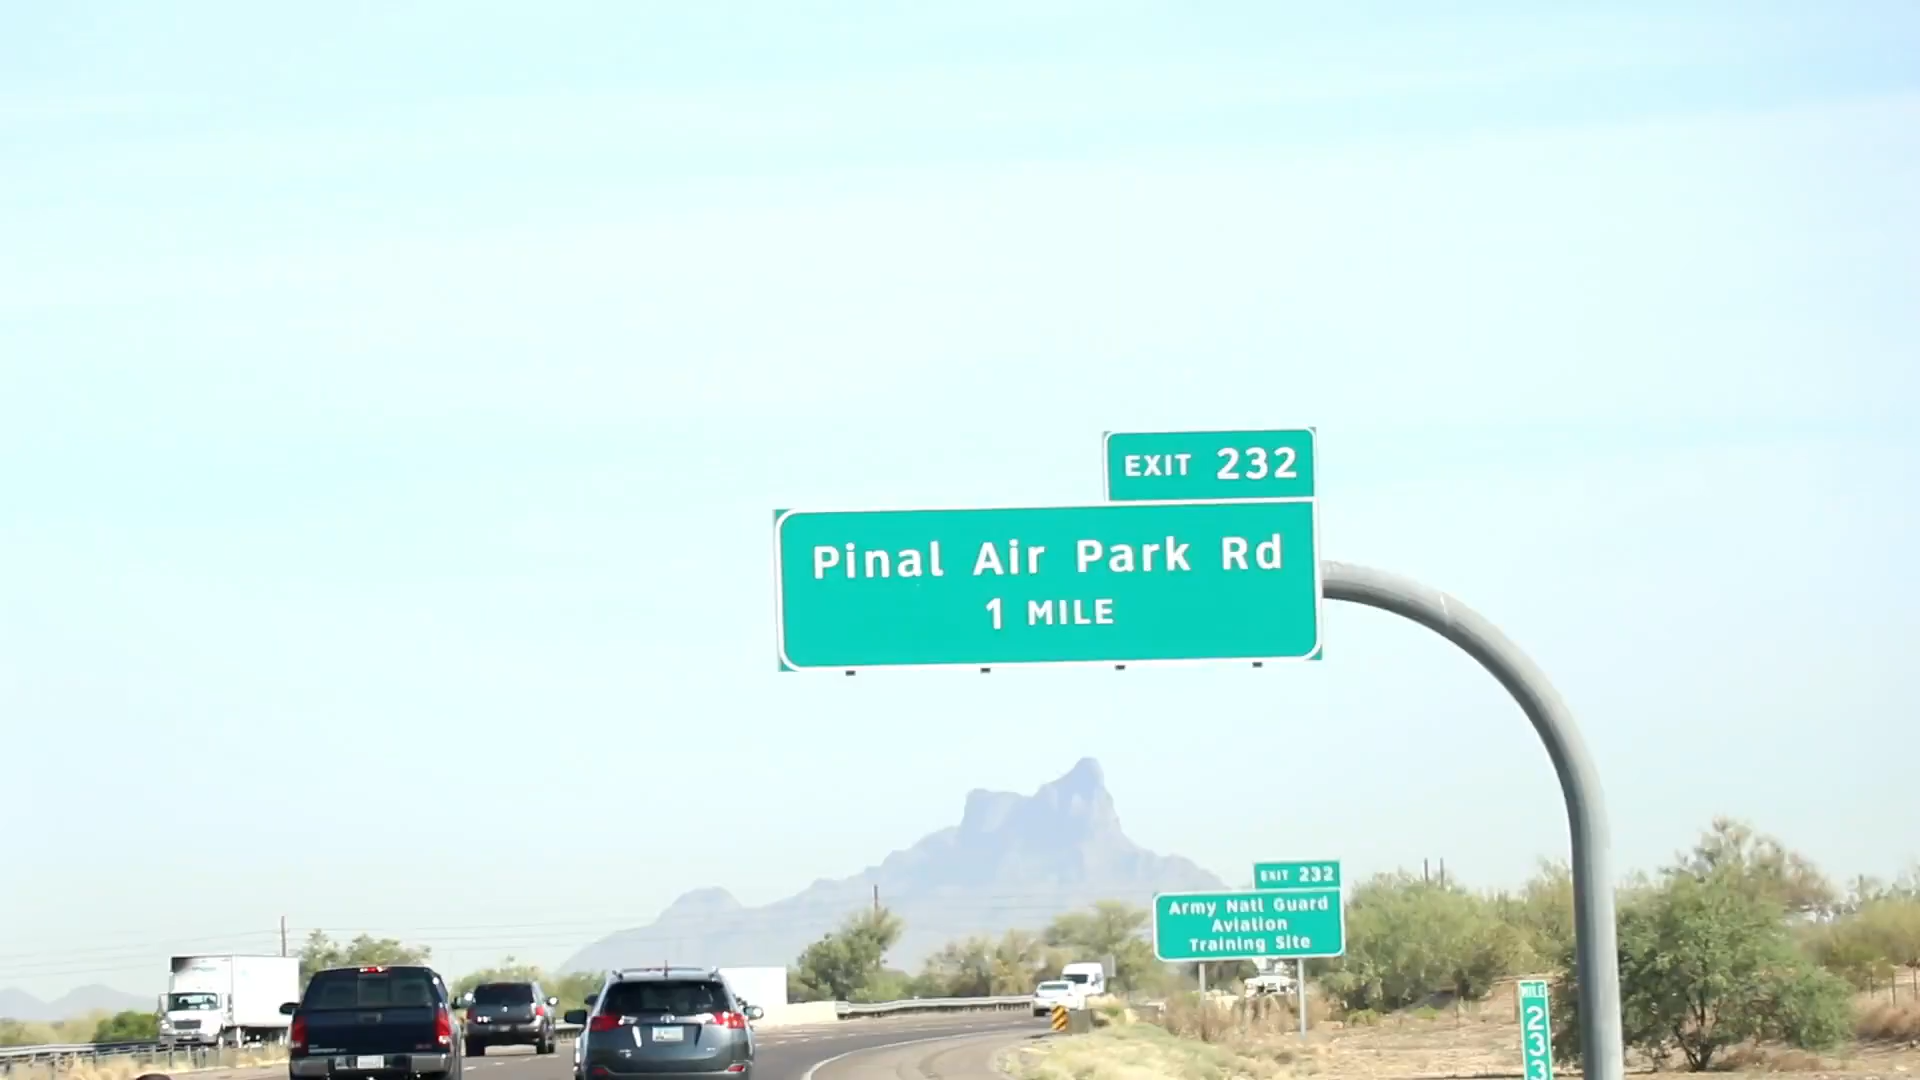 EXIT 232
Pinal Air Park Rd
1 MILE
EXIT 232
Army Natl Guard
Aviation
Training Site
MILE
233